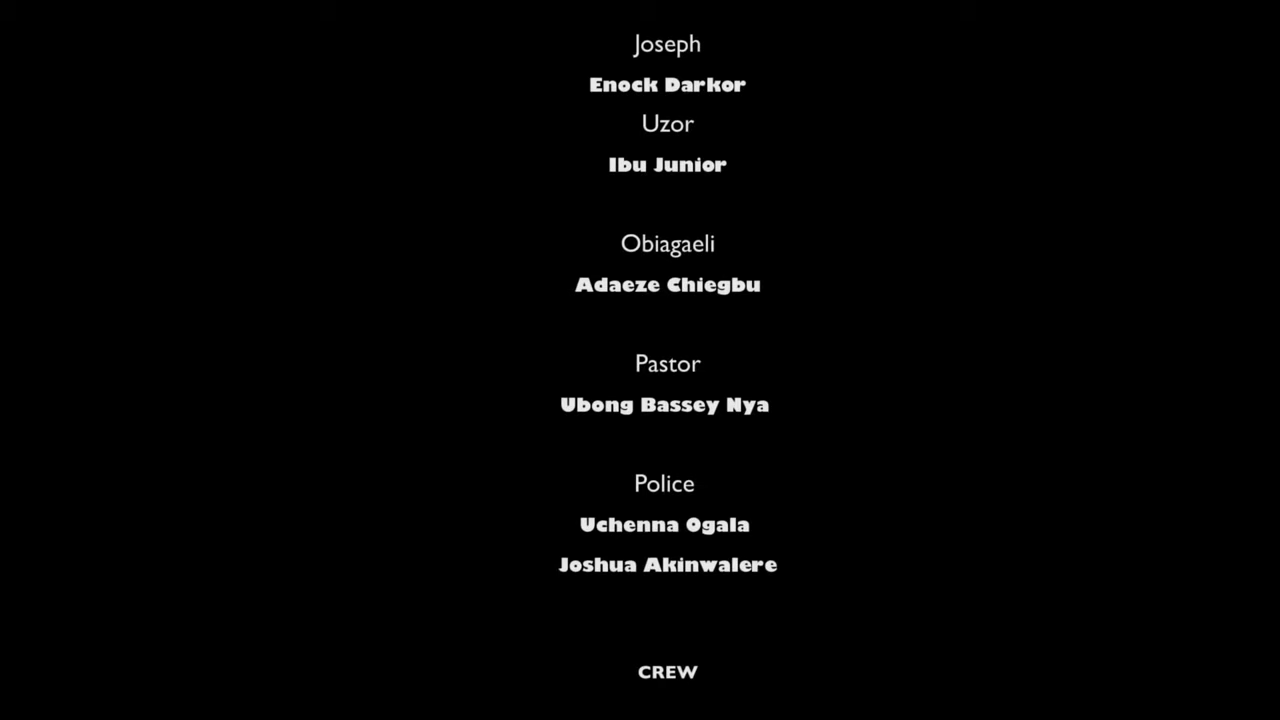 Joseph
Enock Darkor
Uzor
Ibu Junior
Obiagaeli
Adaeze Chiegbu
Pastor
Ubong Bassey Nya
Police
Uchenna Ogala
Joshua Akinwalere
CREW